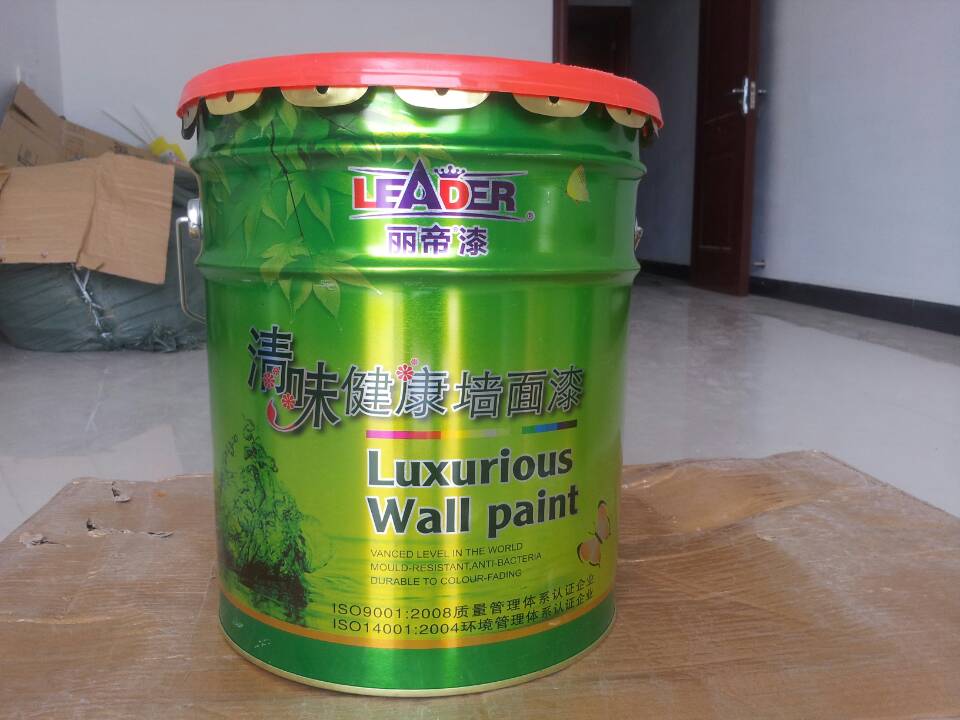 LEADER
®
丽帝漆
清味健康墙面漆
Luxurious
Wall paint
VANCED LEVEL IN THE WORLD
MOULD-RESISTANT,ANTI-BACTERIA
DURABLE TO COLOUR-FADING
ISO9001:2008质量管理体系认证企业
ISO14001:2004环境管理体系认证企业